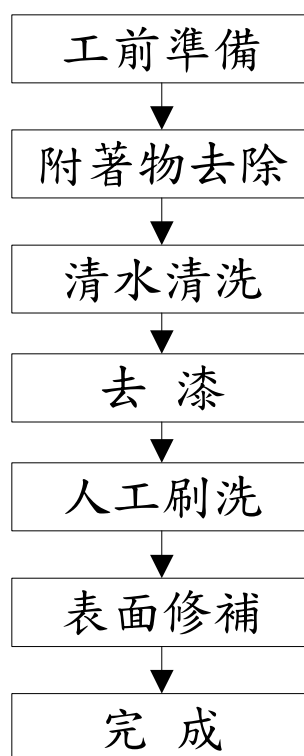 工前準備
附著物去除
清水清洗
去 漆
人工刷洗
表面修補
完 成